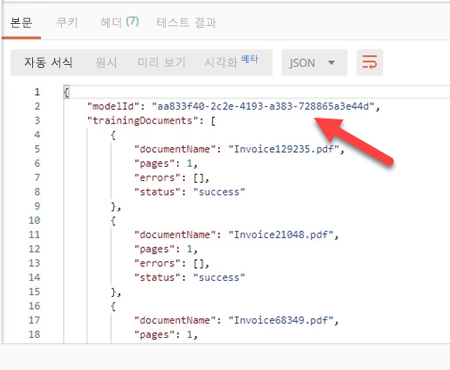 본문 쿠키 헤더 (7) 테스트 결과
자동 서식 원시 미리 보기 시각화 베타 JSON
1 {
2 "modelId": "aa833f40-2c2e-4193-a383-728865a3e44d",
3 "trainingDocuments": [
4 {
5 "documentName": "Invoice129235.pdf",
6 "pages": 1,
7 "errors": [],
8 "status": "success"
9 },
10 {
11 "documentName": "Invoice21048.pdf",
12 "pages": 1,
13 "errors": [],
14 "status": "success"
15 },
16 {
17 "documentName": "Invoice68349.pdf",
18 "pages": 1,